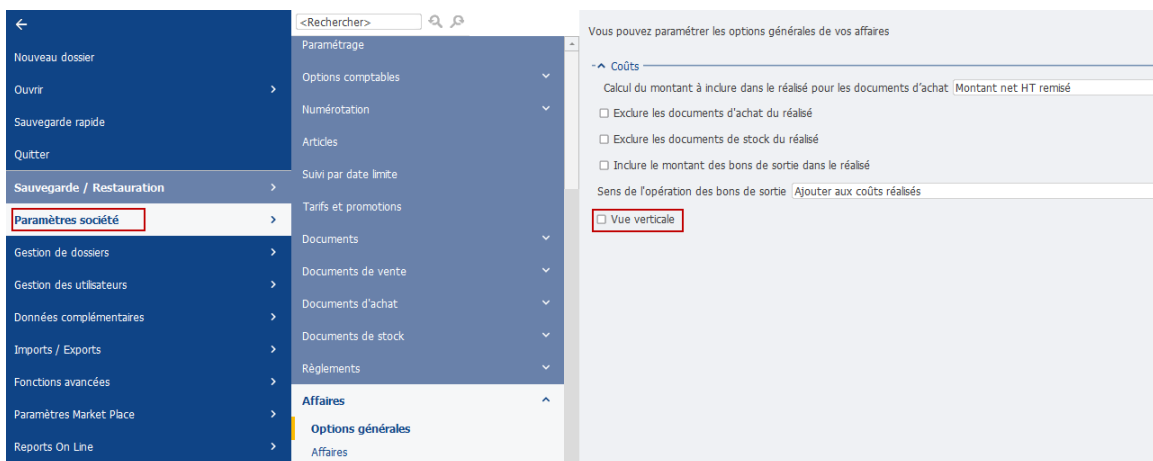 Nouveau dossier
Ouvrir
Sauvegarde rapide
Quitter
Sauvegarde / Restauration
Paramètres société
Gestion de dossiers
Gestion des utilisateurs
Données complémentaires
Imports / Exports
Fonctions avancées
Paramètres Market Place
Reports On Line
<Rechercher>
Paramétrage
Options comptables
Numérotation
Articles
Suivi par date limite
Tarifs et promotions
Documents
Documents de vente
Documents d'achat
Documents de stock
Règlements
Affaires
Options générales
Affaires
Vous pouvez paramétrer les options générales de vos affaires
Coûts
Calcul du montant à inclure dans le réalisé pour les documents d'achat Montant net HT remisé
Exclure les documents d'achat du réalisé
Exclure les documents de stock du réalisé
Inclure le montant des bons de sortie dans le réalisé
Sens de l'opération des bons de sortie Ajouter aux coûts réalisés
Vue verticale